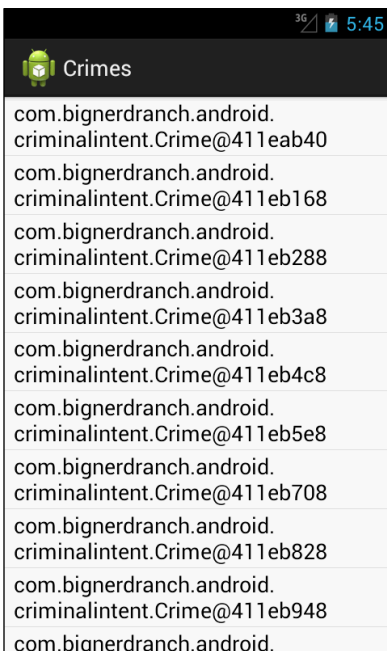 3G 5:45
Crimes
com.bignerdranch.android.
criminalintent.Crime@411eab40
com.bignerdranch.android.
criminalintent.Crime@411eb168
com.bignerdranch.android.
criminalintent.Crime@411eb288
com.bignerdranch.android.
criminalintent.Crime@411eb3a8
com.bignerdranch.android.
criminalintent.Crime@411eb4c8
com.bignerdranch.android.
criminalintent.Crime@411eb5e8
com.bignerdranch.android.
criminalintent.Crime@411eb708
com.bignerdranch.android.
criminalintent.Crime@411eb828
com.bignerdranch.android.
criminalintent.Crime@411eb948
com.bignerdranch.android.